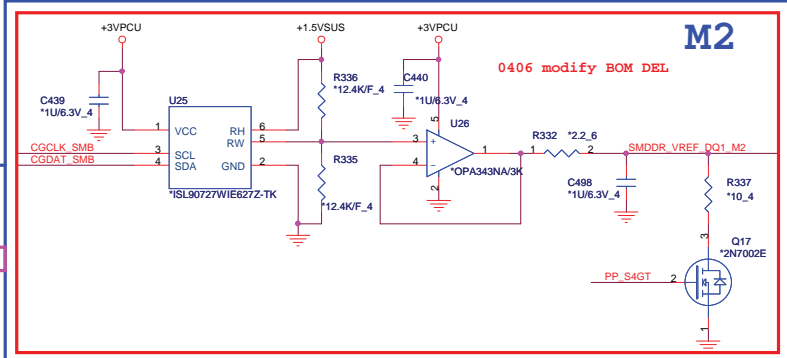 +3VPCU
+1.5VSUS
+3VPCU
M2
0406 modify BOM DEL
C439
*1U/6.3V_4
U25
R336
*12.4K/F_4
C440
*1U/6.3V_4
1 VCC RH 6
RW 5
CGCLK_SMB 3 SCL
CGDAT_SMB 4 SDA GND 2
*ISL90727WIE627Z-TK
R335
*12.4K/F_4
U26
5
3 +
4 -
1
2
*OPA343NA/3K
R332 *2.2_6
1 2
SMDDR_VREF_DQ1_M2
C498
*1U/6.3V_4
R337
*10_4
3
Q17
*2N7002E
PP_S4GT 2
1